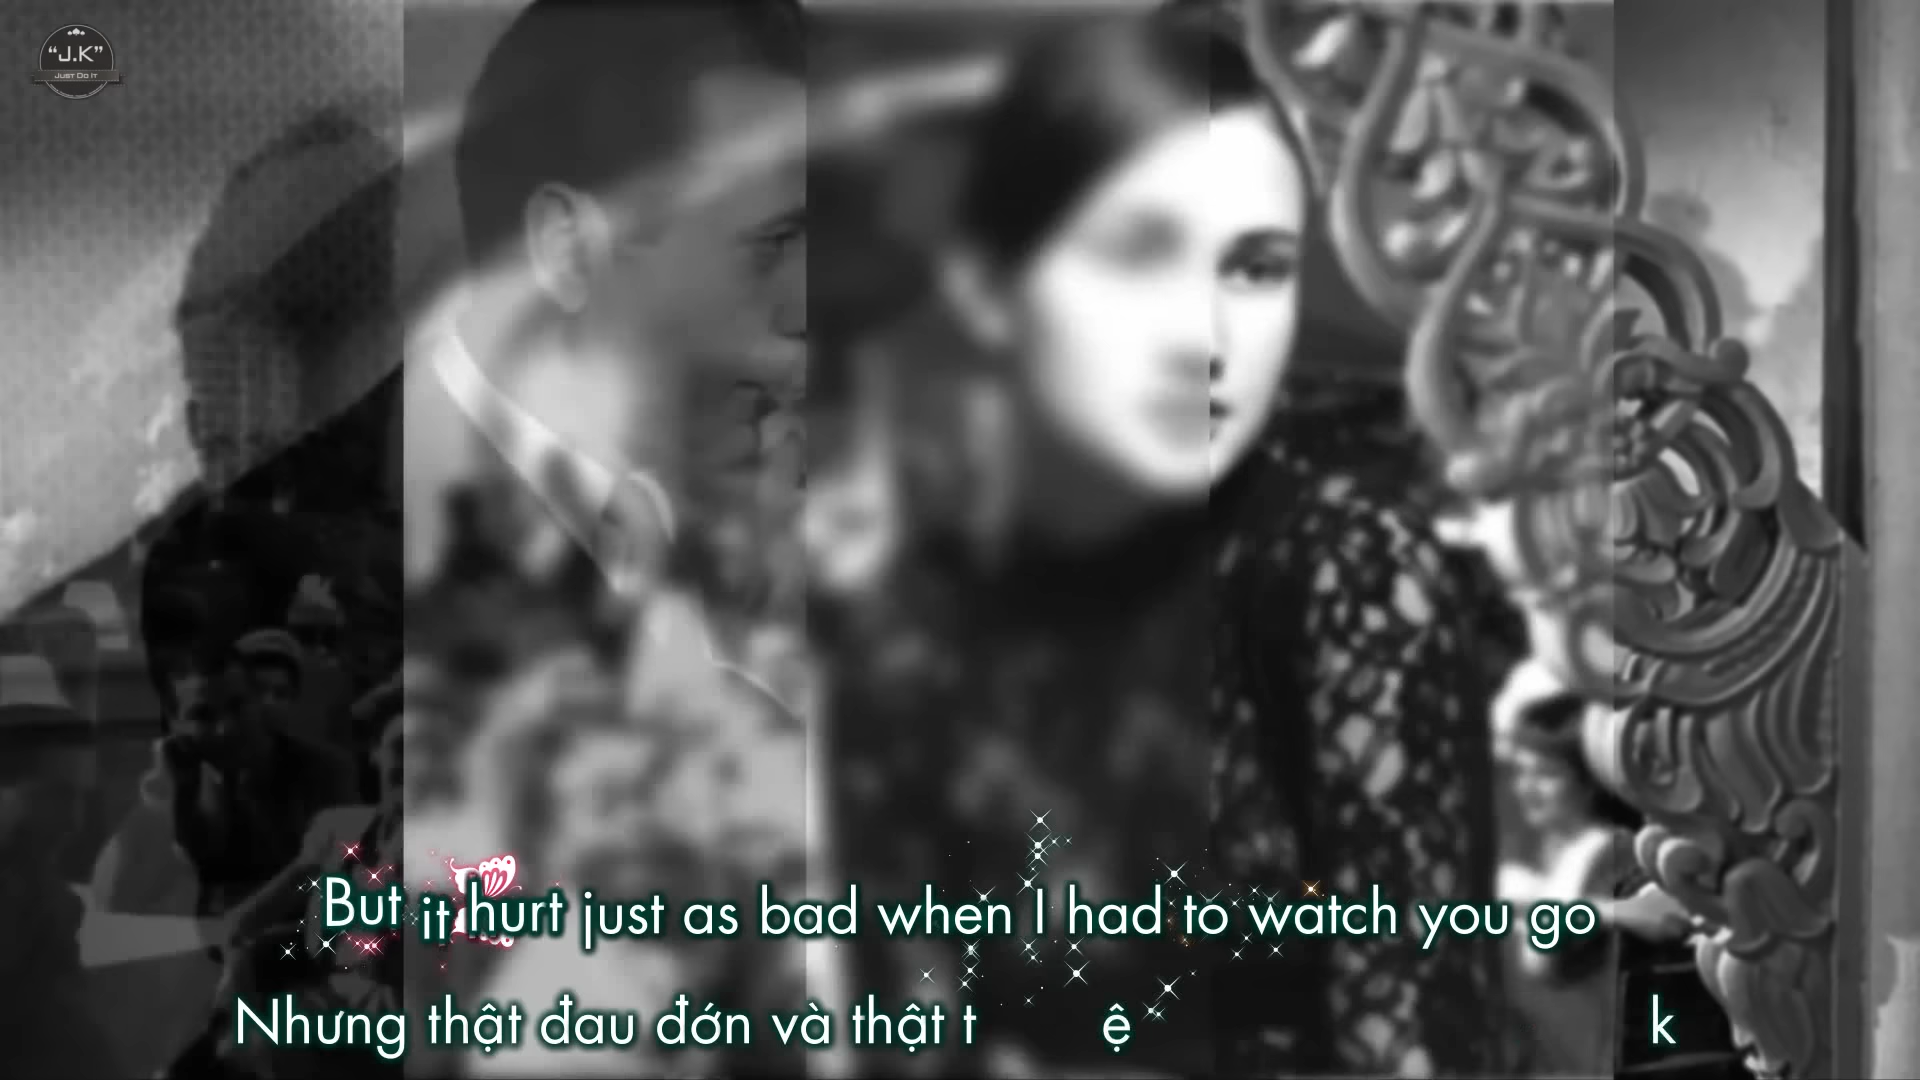 "J.K"
JUST DO IT
But it hurt just as bad when I had to watch you go
Nhưng thật đau đớn và thật t ệ k